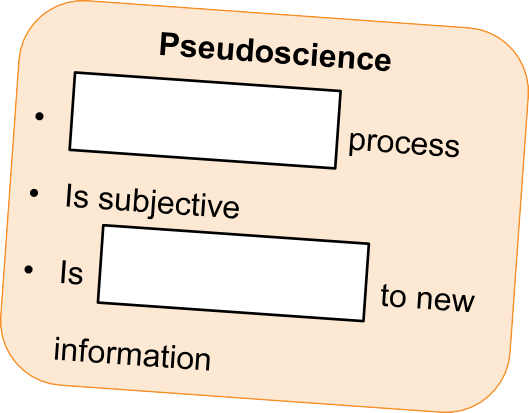 Pseudoscience
• process
• Is subjective
• Is to new
information